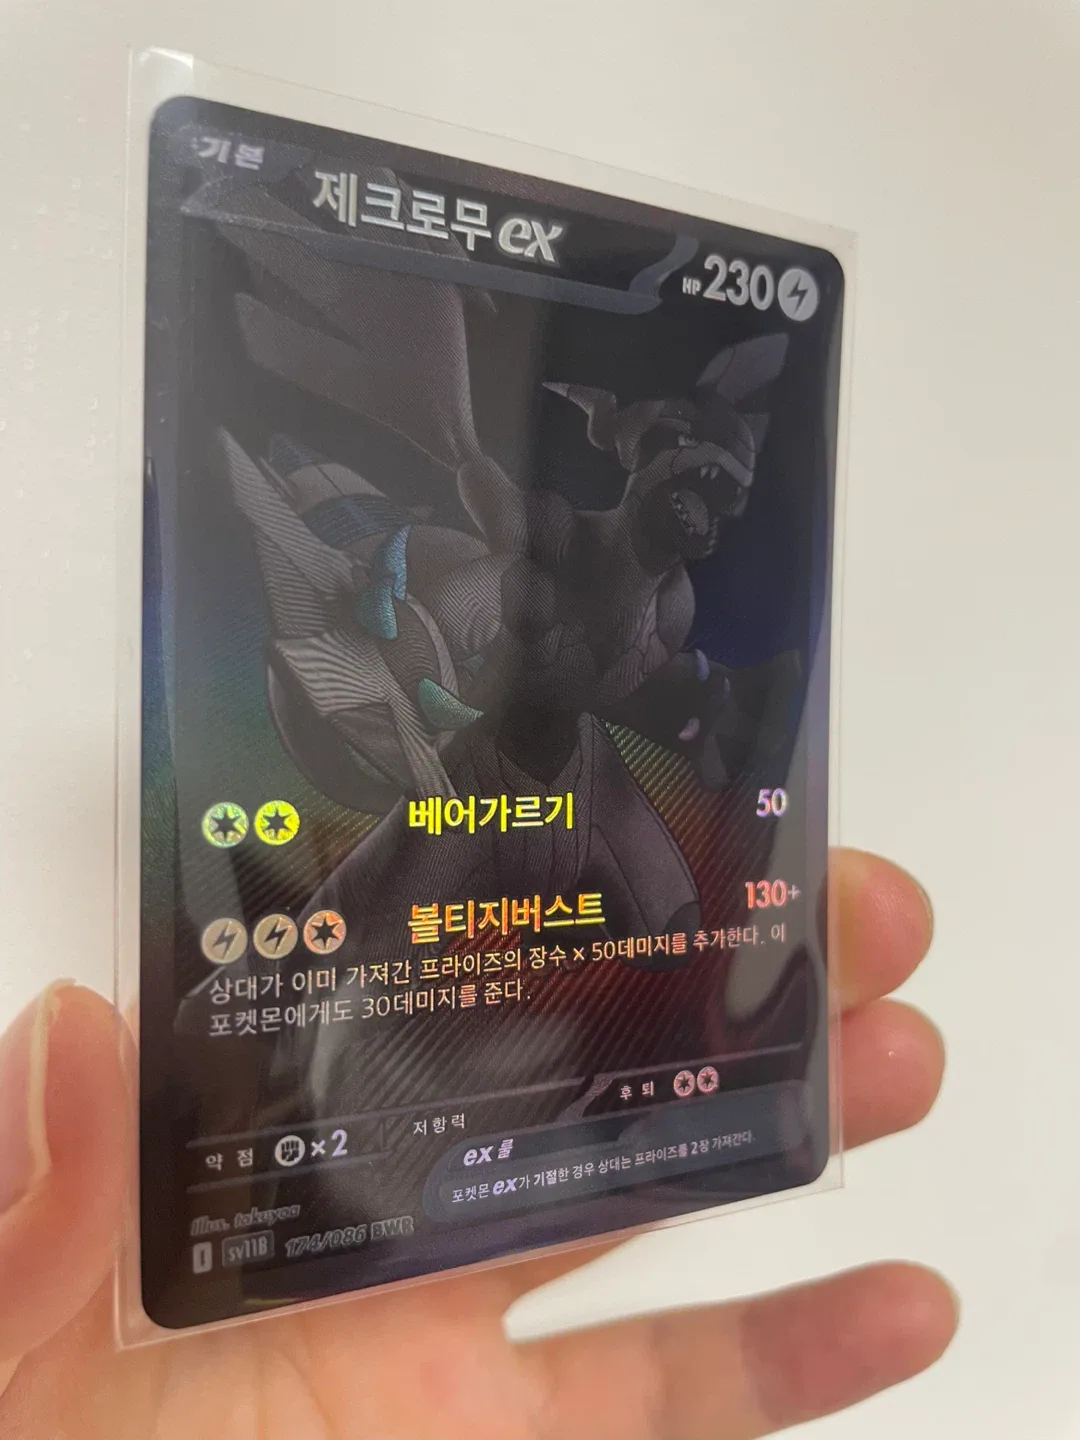 기본
제크로무 ex
HP 230
베어가르기 50
볼티지버스트 130+
상대가 이미 가져간 프라이즈의 장수 × 50데미지를 추가한다. 이
포켓몬에게도 30데미지를 준다.
후퇴
약점 ×2 저항력
ex 룰
포켓몬 ex가 기절한 경우 상대는 프라이즈를 2장 가져간다.
Illus. takuyoa
I sv11B 174/086 BWR